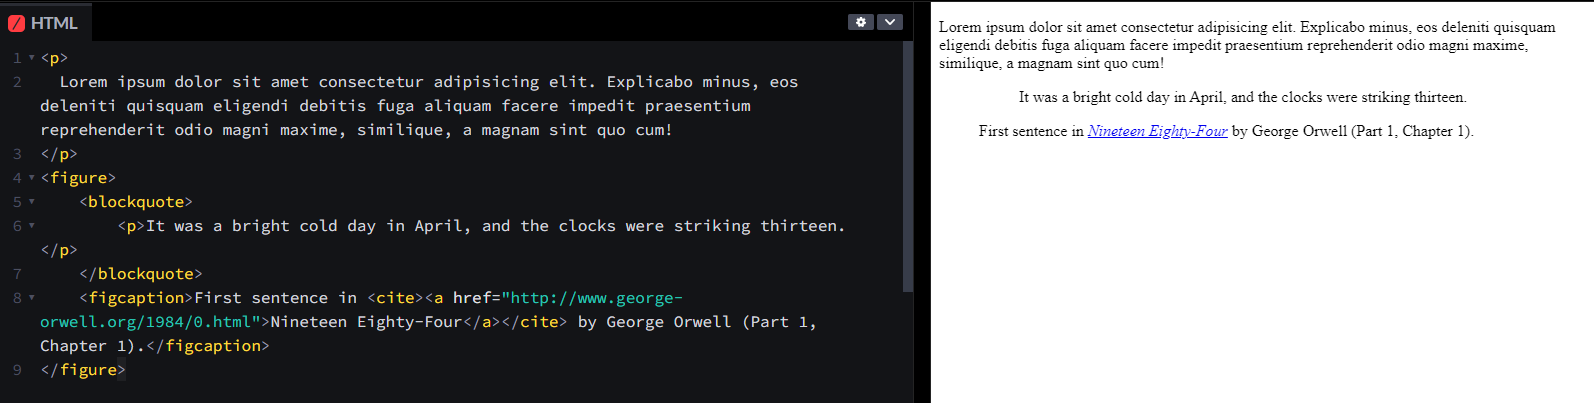 HTML
1 <p>
2 Lorem ipsum dolor sit amet consectetur adipisicing elit. Explicabo minus, eos
deleniti quisquam eligendi debitis fuga aliquam facere impedit praesentium
reprehenderit odio magni maxime, similique, a magnam sint quo cum!
3 </p>
4 <figure>
5 <blockquote>
6 <p>It was a bright cold day in April, and the clocks were striking thirteen.
</p>
7 </blockquote>
8 <figcaption>First sentence in <cite><a href="http://www.george-
orwell.org/1984/0.html">Nineteen Eighty-Four</a></cite> by George Orwell (Part 1,
Chapter 1).</figcaption>
9 </figure>
Lorem ipsum dolor sit amet consectetur adipisicing elit. Explicabo minus, eos deleniti quisquam
eligendi debitis fuga aliquam facere impedit praesentium reprehenderit odio magni maxime,
similique, a magnam sint quo cum!
It was a bright cold day in April, and the clocks were striking thirteen.
First sentence in Nineteen Eighty-Four by George Orwell (Part 1, Chapter 1).